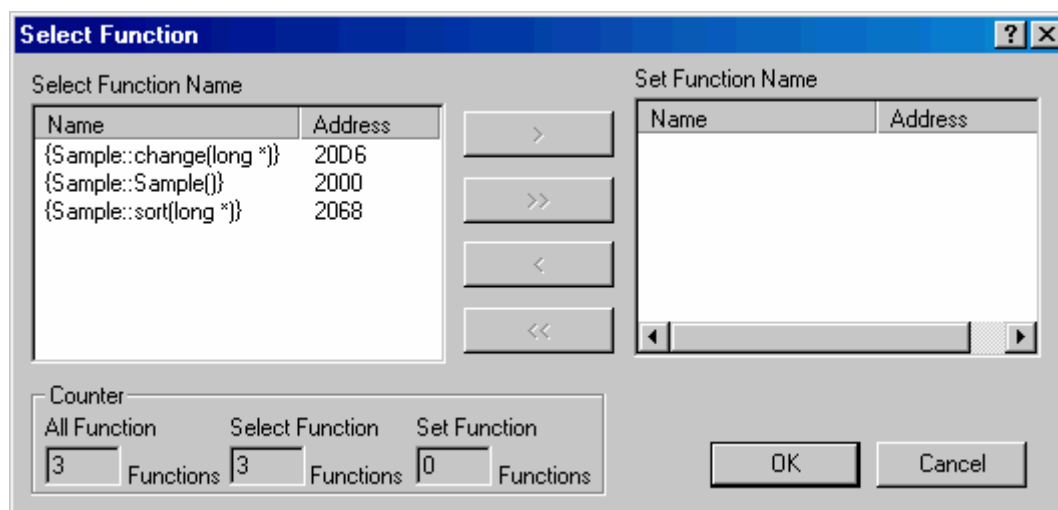 Select Function
Select Function Name
Name Address
{Sample::change(long *)} 20D6
{Sample::Sample()} 2000
{Sample::sort(long *)} 2068
>
>>
<
<<
Set Function Name
Name Address
Counter
All Function Select Function Set Function
3 Functions 3 Functions 0 Functions
OK Cancel